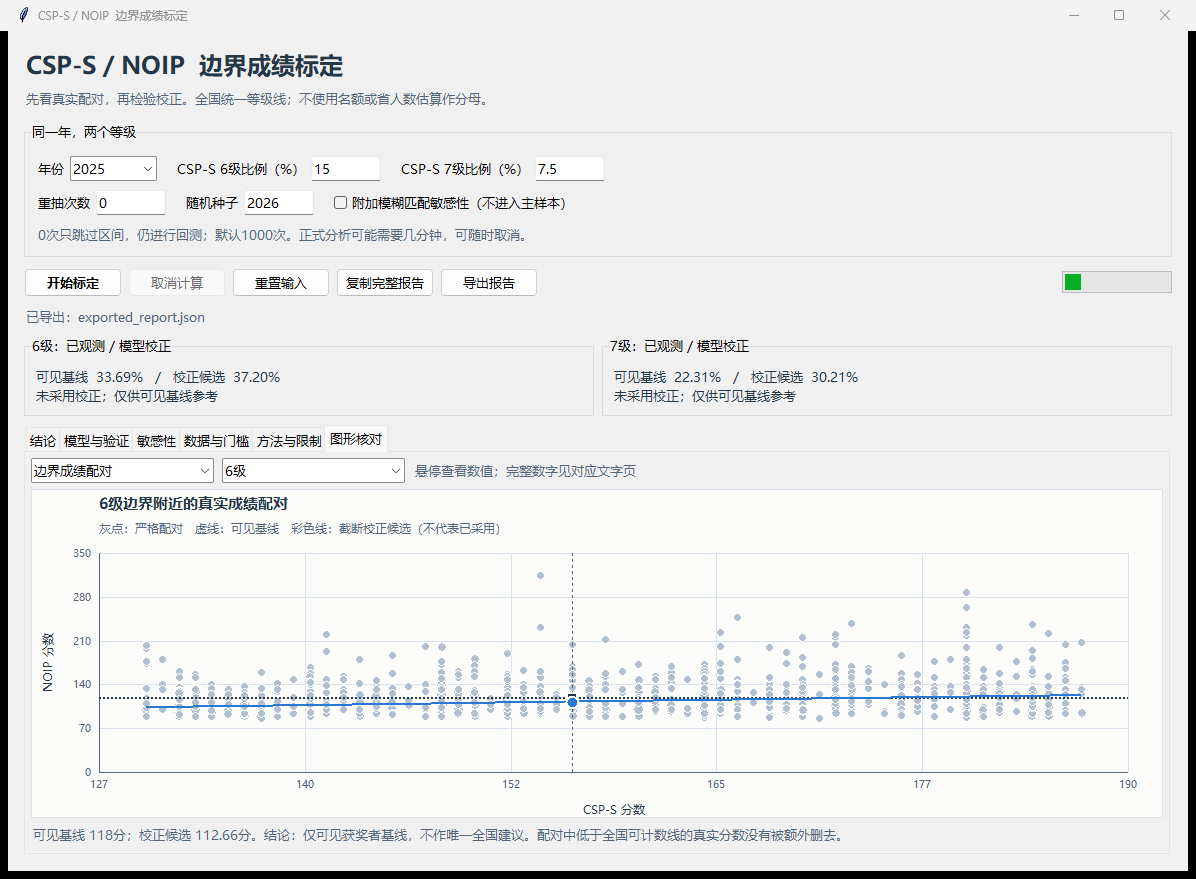 CSP-S / NOIP 边界成绩标定
CSP-S / NOIP 边界成绩标定
先看真实配对，再检验校正。全国统一等级线；不使用名额或省人数估算作分母。
同一年，两个等级
年份 2025 CSP-S 6级比例（%） 15 CSP-S 7级比例（%） 7.5
重抽次数 0 随机种子 2026 附加模糊匹配敏感性（不进入主样本）
0次只跳过区间，仍进行回测；默认1000次。正式分析可能需要几分钟，可随时取消。
开始标定 取消计算 重置输入 复制完整报告 导出报告
已导出：exported_report.json
6级：已观测 / 模型校正
可见基线 33.69% / 校正候选 37.20%
未采用校正；仅供可见基线参考
7级：已观测 / 模型校正
可见基线 22.31% / 校正候选 30.21%
未采用校正；仅供可见基线参考
结论 模型与验证 敏感性 数据与门槛 方法与限制 图形核对
边界成绩配对 6级 悬停查看数值；完整数字见对应文字页
6级边界附近的真实成绩配对
灰点：严格配对 虚线：可见基线 彩色线：截断校正候选（不代表已采用）
350
280
210
140
70
0
NOIP 分数
127 140 152 165 177 190
CSP-S 分数
可见基线 118分；校正候选 112.66分。结论：仅可见获奖者基线，不作唯一全国建议。配对中低于全国可计数线的真实分数没有被额外删去。